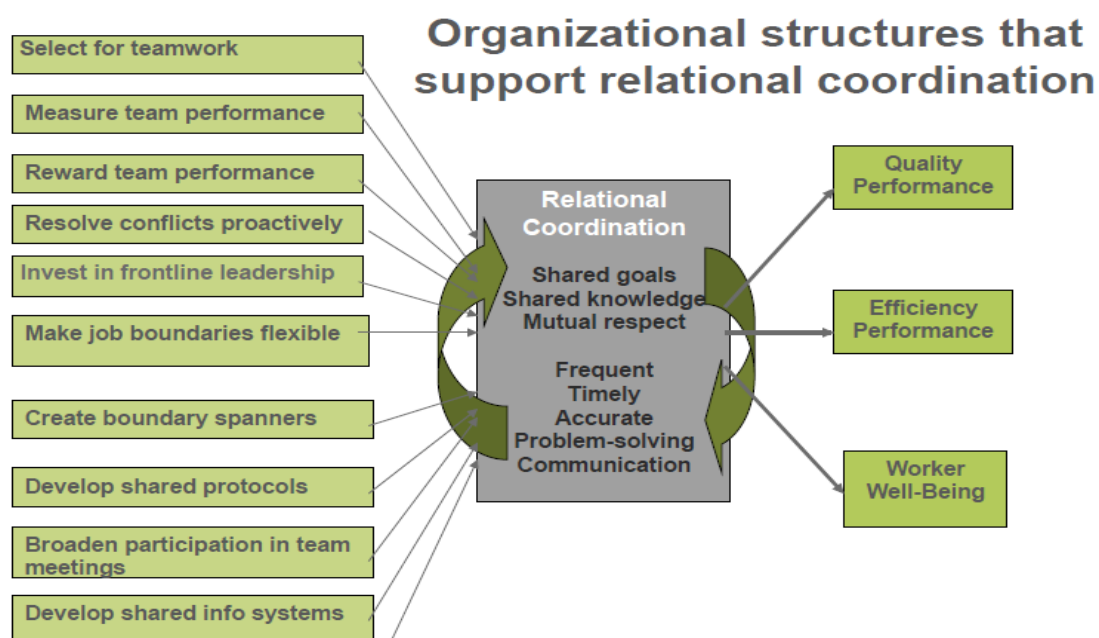 Organizational structures that
support relational coordination
Select for teamwork
Measure team performance
Reward team performance
Resolve conflicts proactively
Invest in frontline leadership
Make job boundaries flexible
Create boundary spanners
Develop shared protocols
Broaden participation in team
meetings
Develop shared info systems
Relational
Coordination
Shared goals
Shared knowledge
Mutual respect
Frequent
Timely
Accurate
Problem-solving
Communication
Quality
Performance
Efficiency
Performance
Worker
Well-Being